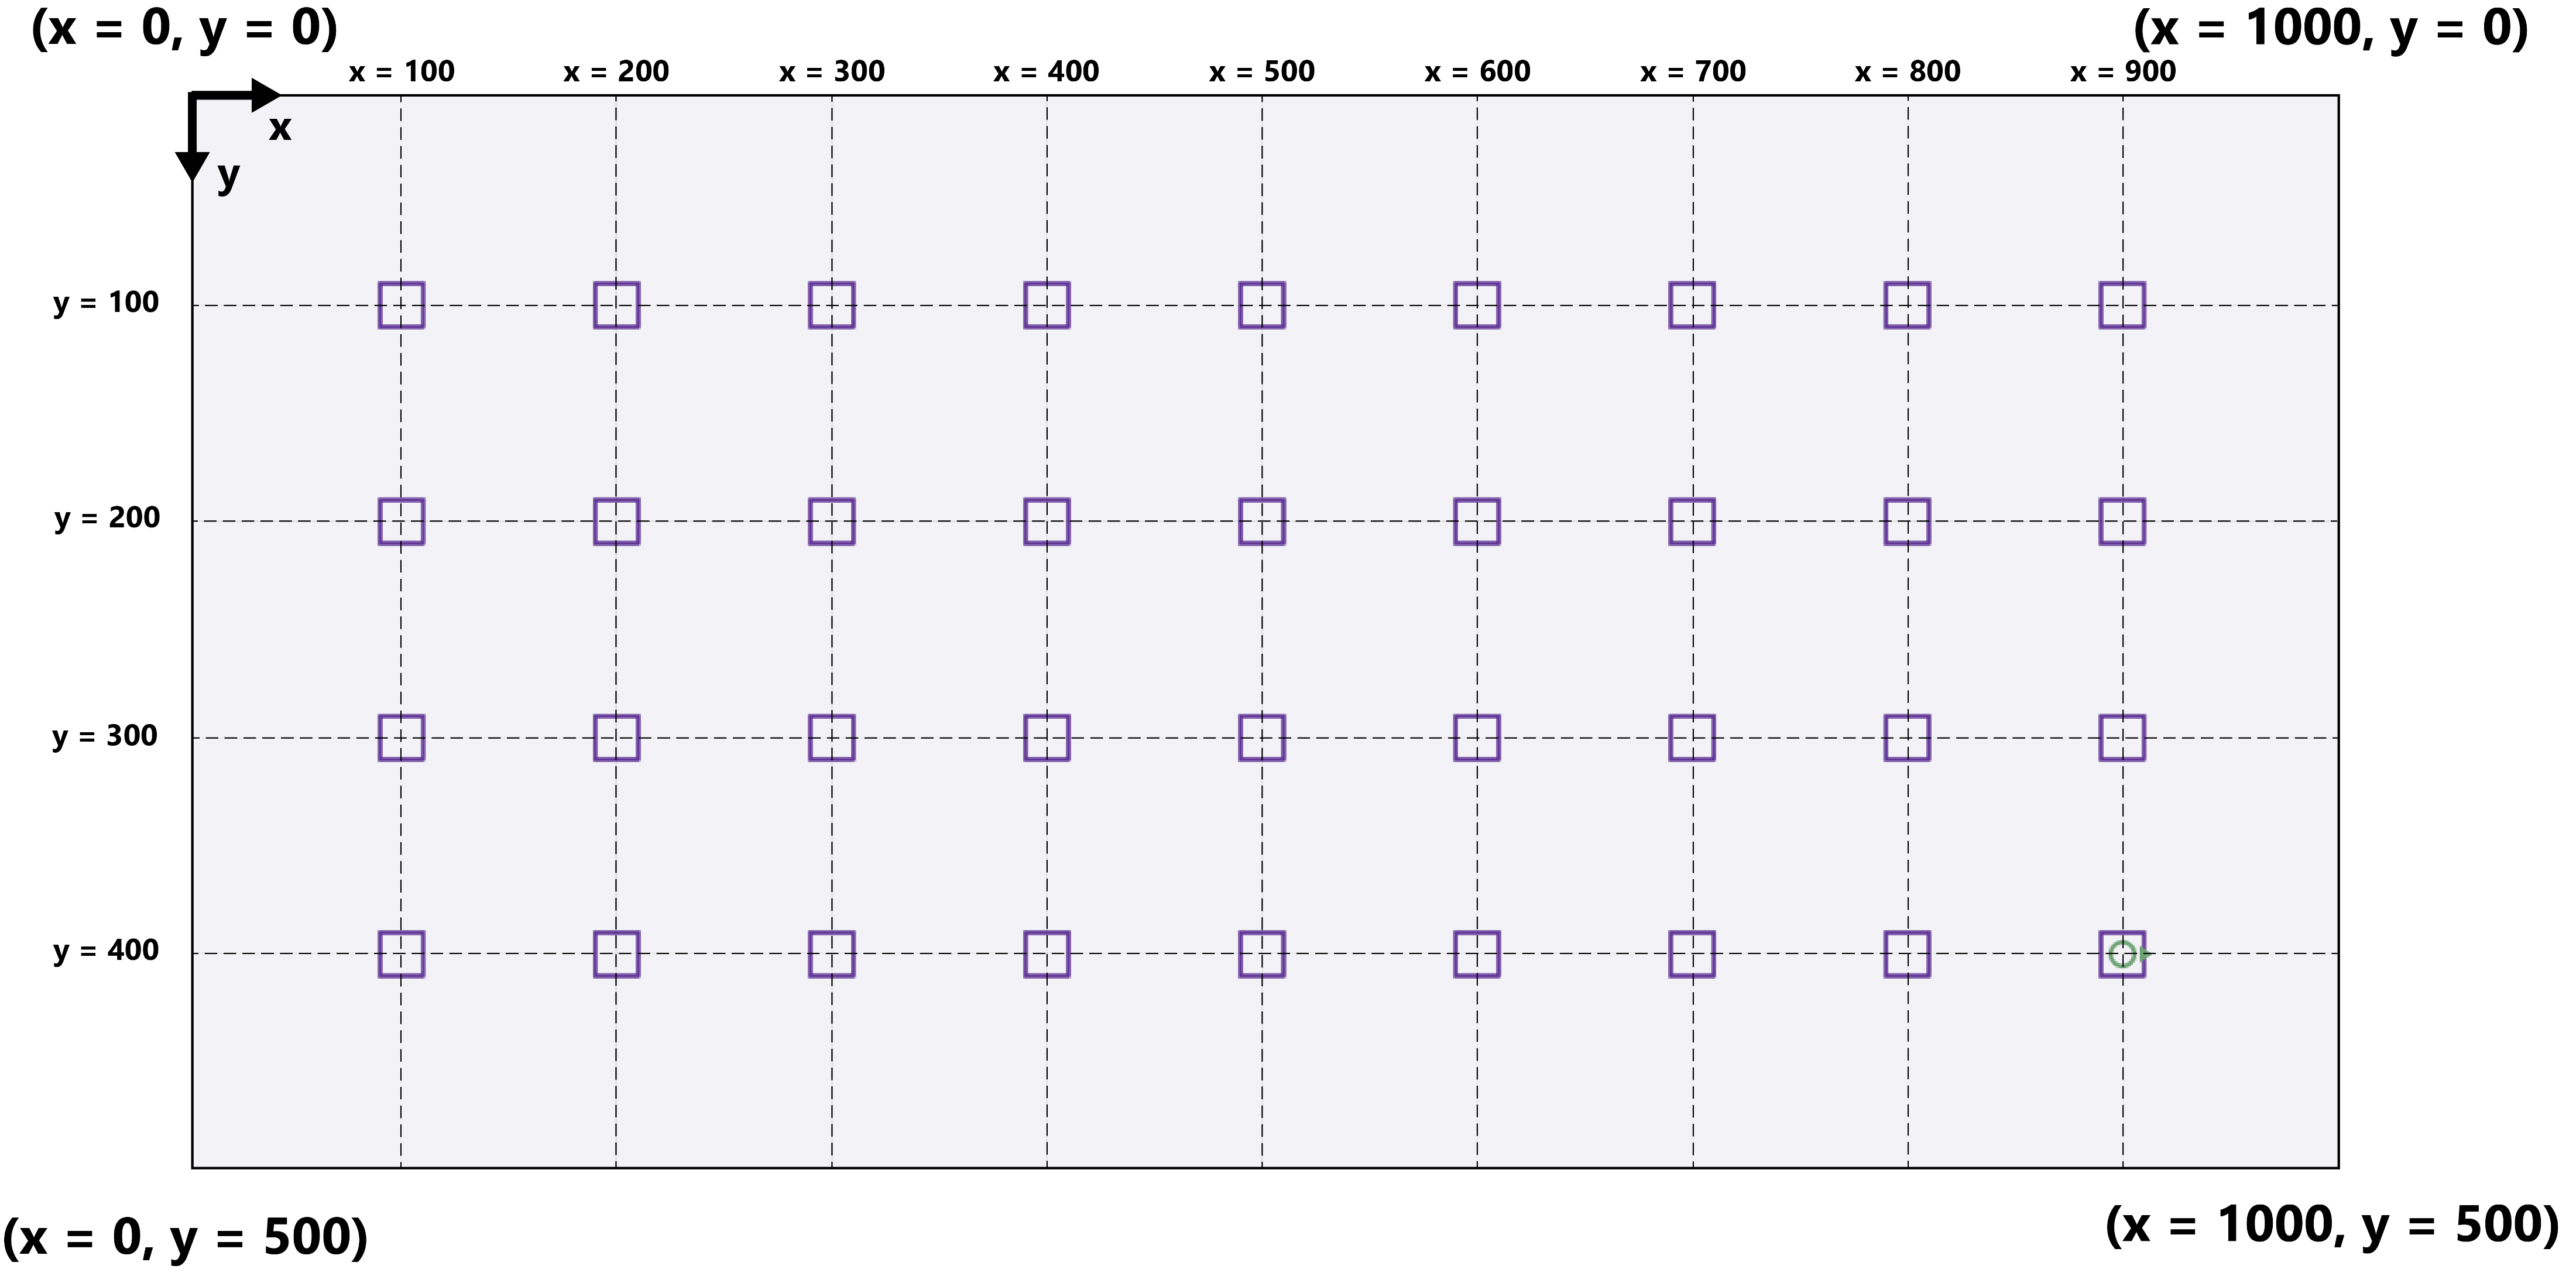 (x = 0, y = 0)
(x = 1000, y = 0)
x = 100
x = 200
x = 300
x = 400
x = 500
x = 600
x = 700
x = 800
x = 900
x
y
y = 100
y = 200
y = 300
y = 400
(x = 0, y = 500)
(x = 1000, y = 500)